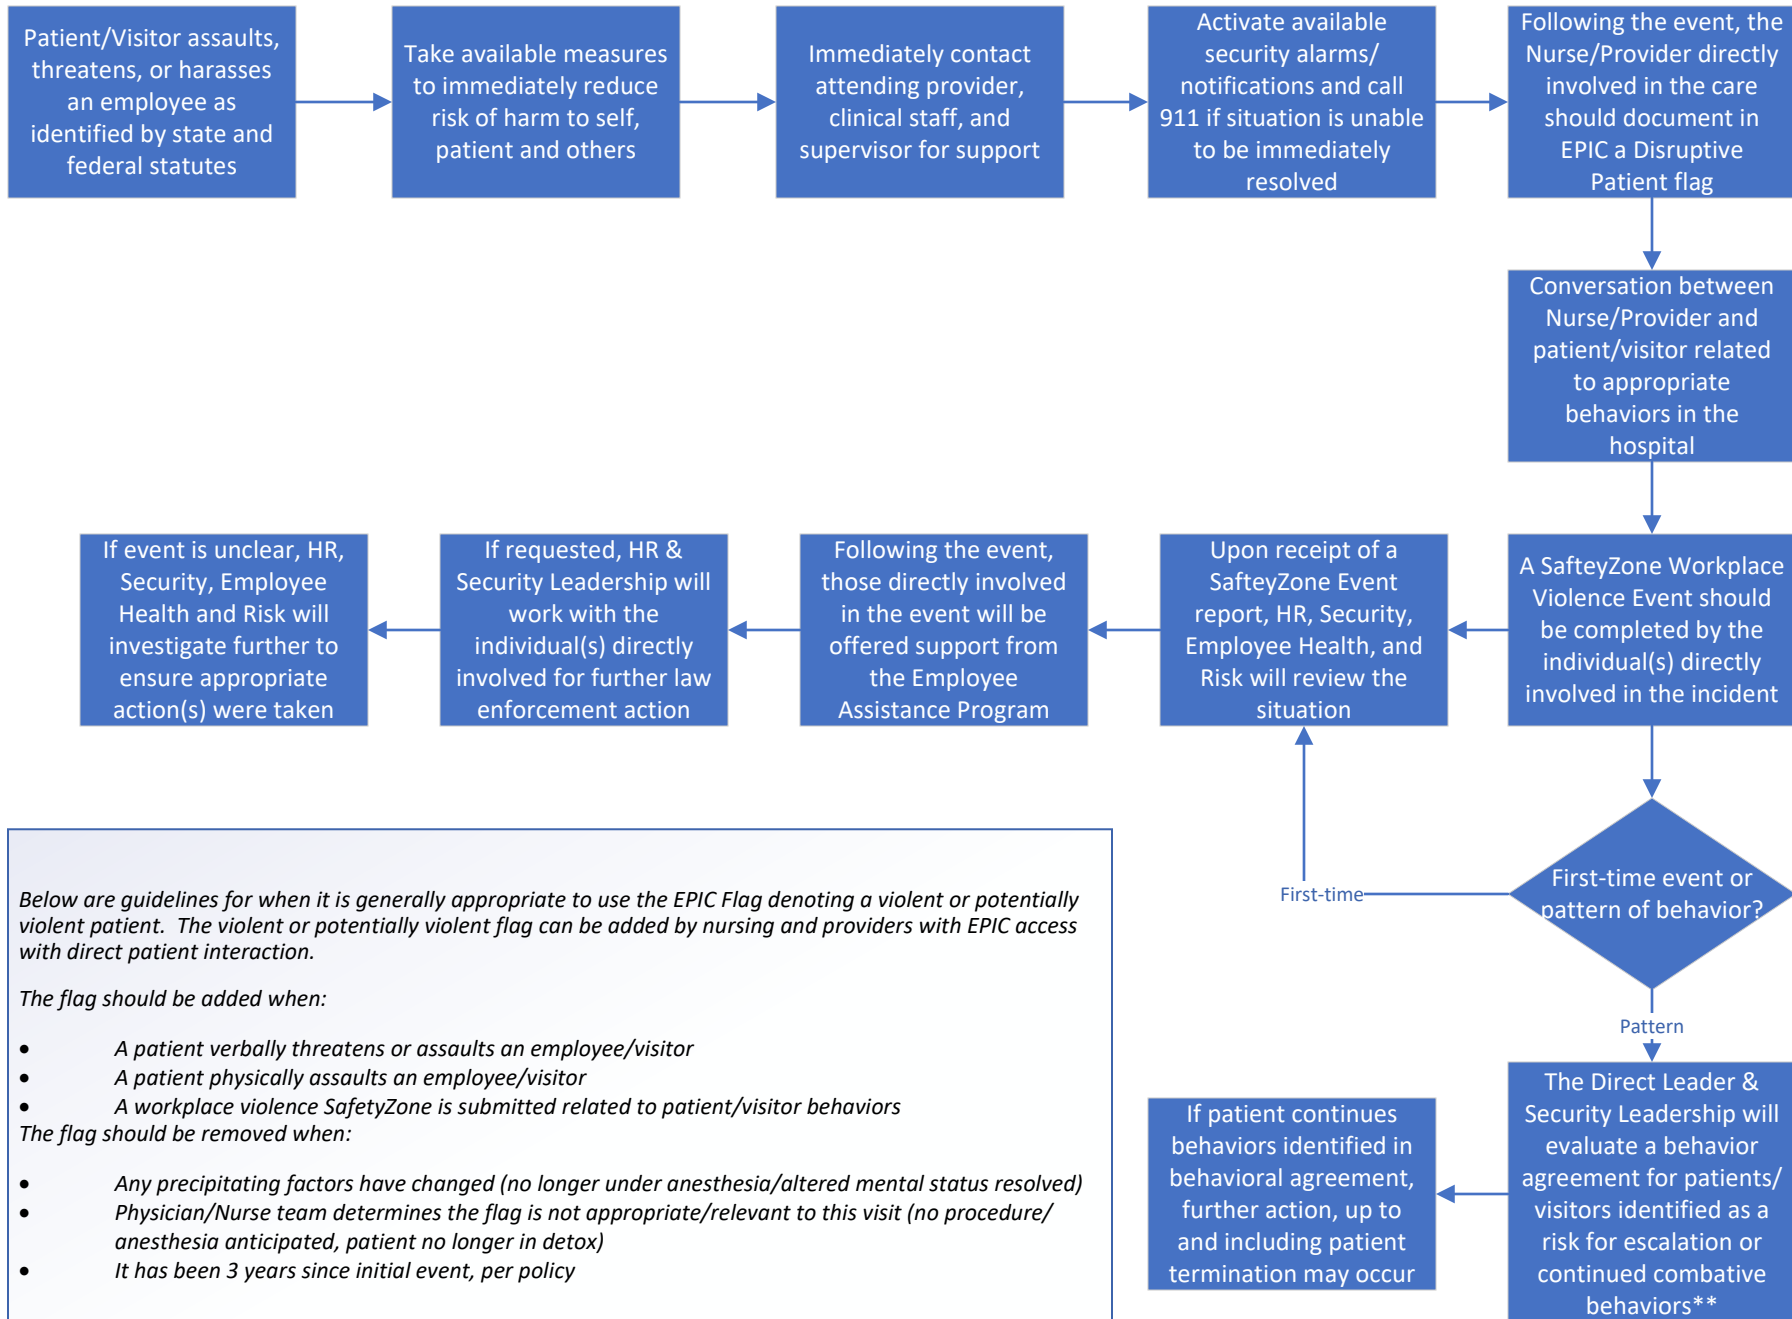 Patient/Visitor assaults,
threatens, or harasses
an employee as
identified by state and
federal statutes
Take available measures
to immediately reduce
risk of harm to self,
patient and others
Immediately contact
attending provider,
clinical staff, and
supervisor for support
Activate available
security alarms/
notifications and call
911 if situation is unable
to be immediately
resolved
Following the event, the
Nurse/Provider directly
involved in the care
should document in
EPIC a Disruptive
Patient flag
Conversation between
Nurse/Provider and
patient/visitor related
to appropriate
behaviors in the
hospital
A SafteyZone Workplace
Violence Event should
be completed by the
individual(s) directly
involved in the incident
Upon receipt of a
SafteyZone Event
report, HR, Security,
Employee Health, and
Risk will review the
situation
Following the event,
those directly involved
in the event will be
offered support from
the Employee
Assistance Program
If requested, HR &
Security Leadership will
work with the
individual(s) directly
involved for further law
enforcement action
If event is unclear, HR,
Security, Employee
Health and Risk will
investigate further to
ensure appropriate
action(s) were taken
First-time event or
pattern of behavior?
First-time
Pattern
The Direct Leader &
Security Leadership will
evaluate a behavior
agreement for patients/
visitors identified as a
risk for escalation or
continued combative
behaviors**
If patient continues
behaviors identified in
behavioral agreement,
further action, up to
and including patient
termination may occur
Below are guidelines for when it is generally appropriate to use the EPIC Flag denoting a violent or potentially
violent patient.  The violent or potentially violent flag can be added by nursing and providers with EPIC access
with direct patient interaction.
The flag should be added when:
• A patient verbally threatens or assaults an employee/visitor
• A patient physically assaults an employee/visitor
• A workplace violence SafetyZone is submitted related to patient/visitor behaviors
The flag should be removed when:
• Any precipitating factors have changed (no longer under anesthesia/altered mental status resolved)
• Physician/Nurse team determines the flag is not appropriate/relevant to this visit (no procedure/
anesthesia anticipated, patient no longer in detox)
• It has been 3 years since initial event, per policy